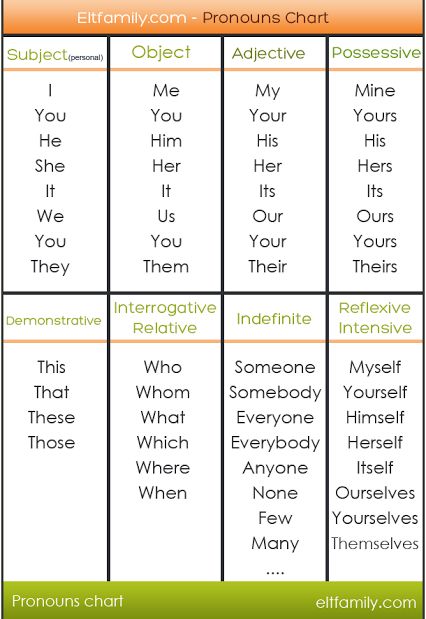 Eltfamily.com - Pronouns Chart
Subject(personal)
I
You
He
She
It
We
You
They
Object
Me
You
Him
Her
It
Us
You
Them
Adjective
My
Your
His
Her
Its
Our
Your
Their
Possessive
Mine
Yours
His
Hers
Its
Ours
Yours
Theirs
Demonstrative
This
That
These
Those
Interrogative
Relative
Who
Whom
What
Which
Where
When
Indefinite
Someone
Somebody
Everyone
Everybody
Anyone
None
Few
Many
....
Reflexive
Intensive
Myself
Yourself
Himself
Herself
Itself
Ourselves
Yourselves
Themselves
Pronouns chart
eltfamily.com